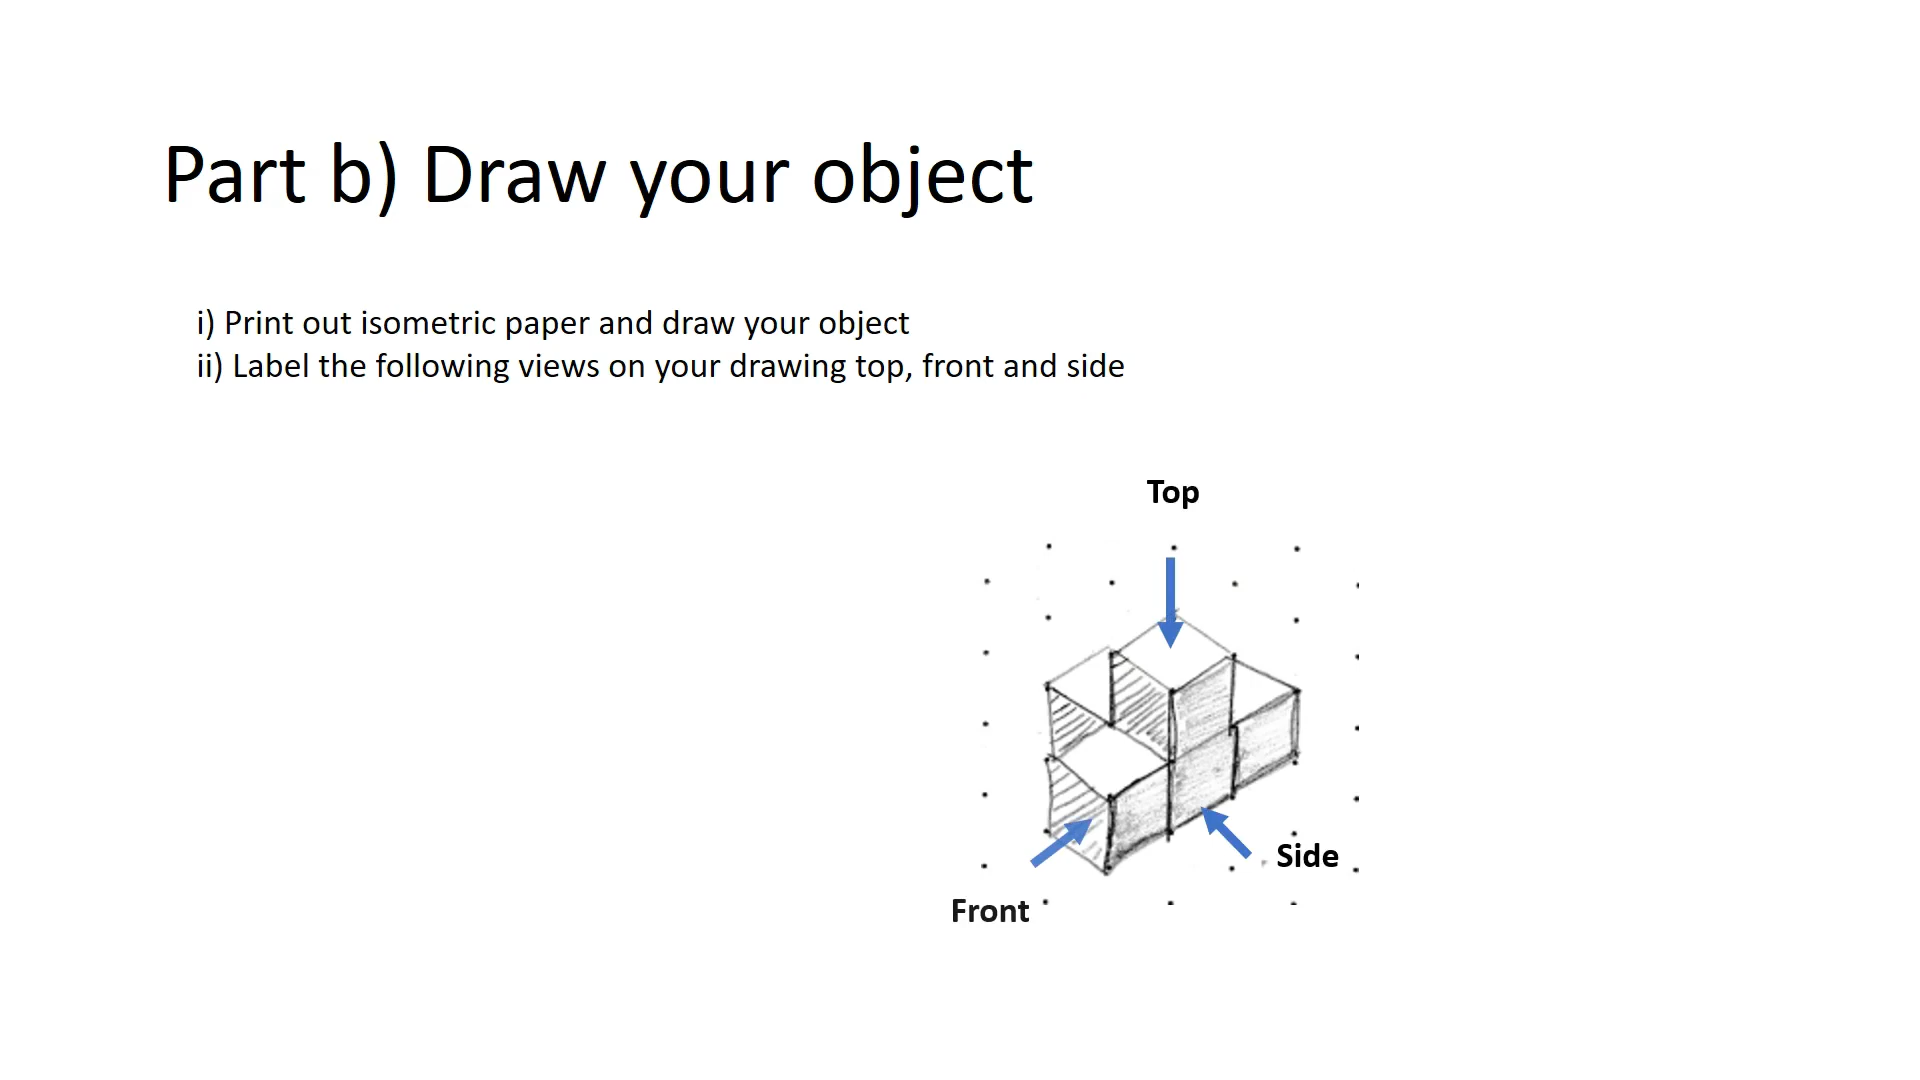 Part b) Draw your object
i) Print out isometric paper and draw your object
ii) Label the following views on your drawing top, front and side
Top
Side
Front